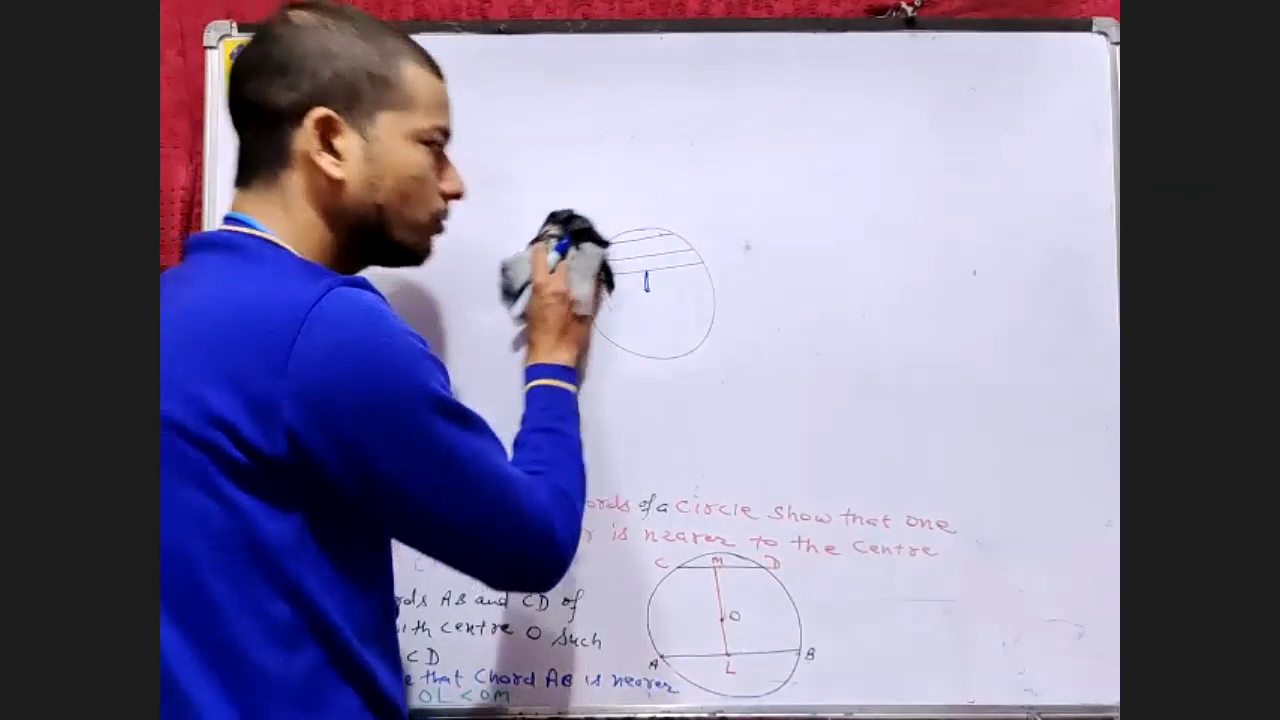 ords of a circle show that one
r is nearer to the centre
C M D
rds AB and CD of
O
ith centre O such
CD
A L B
e that Chord AB is nearer
OL < OM